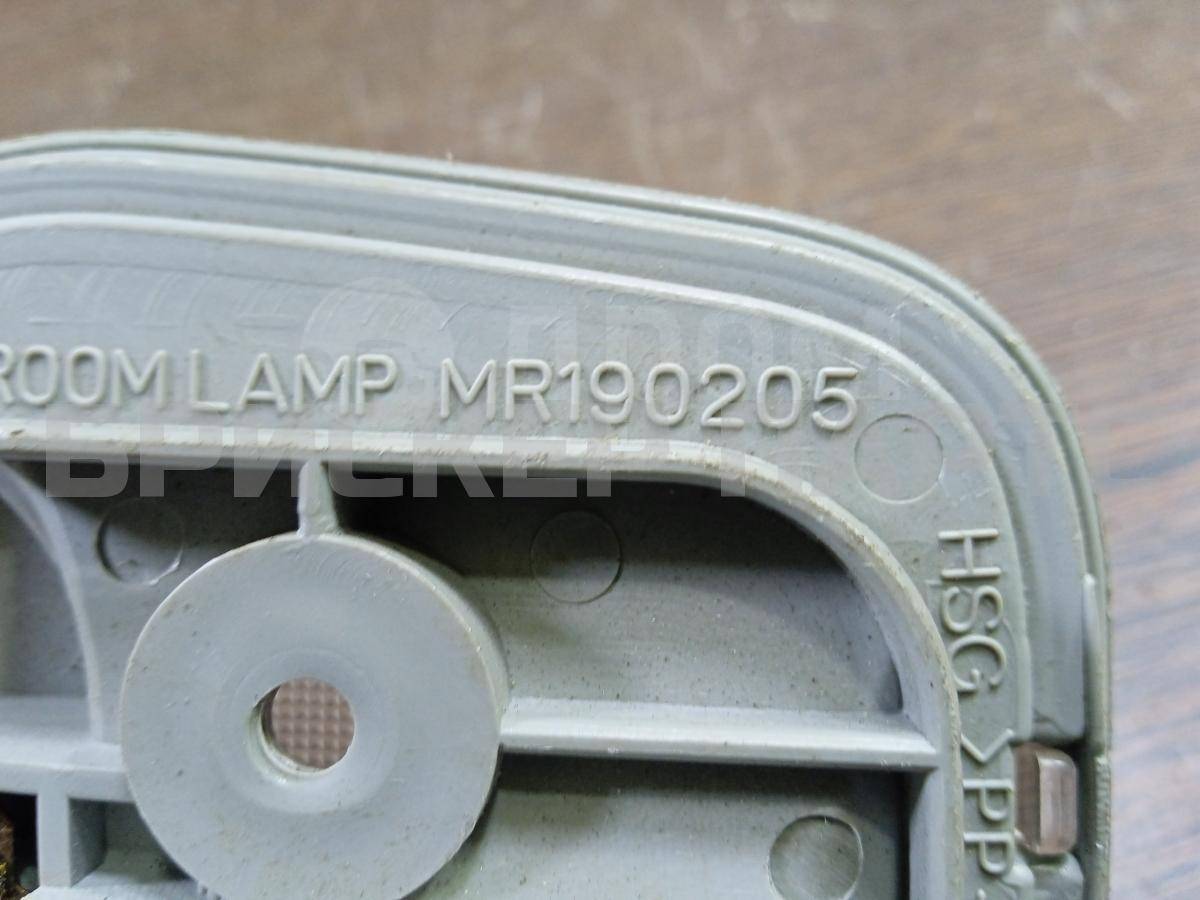 ROOM LAMP MR190205
HSG >PP